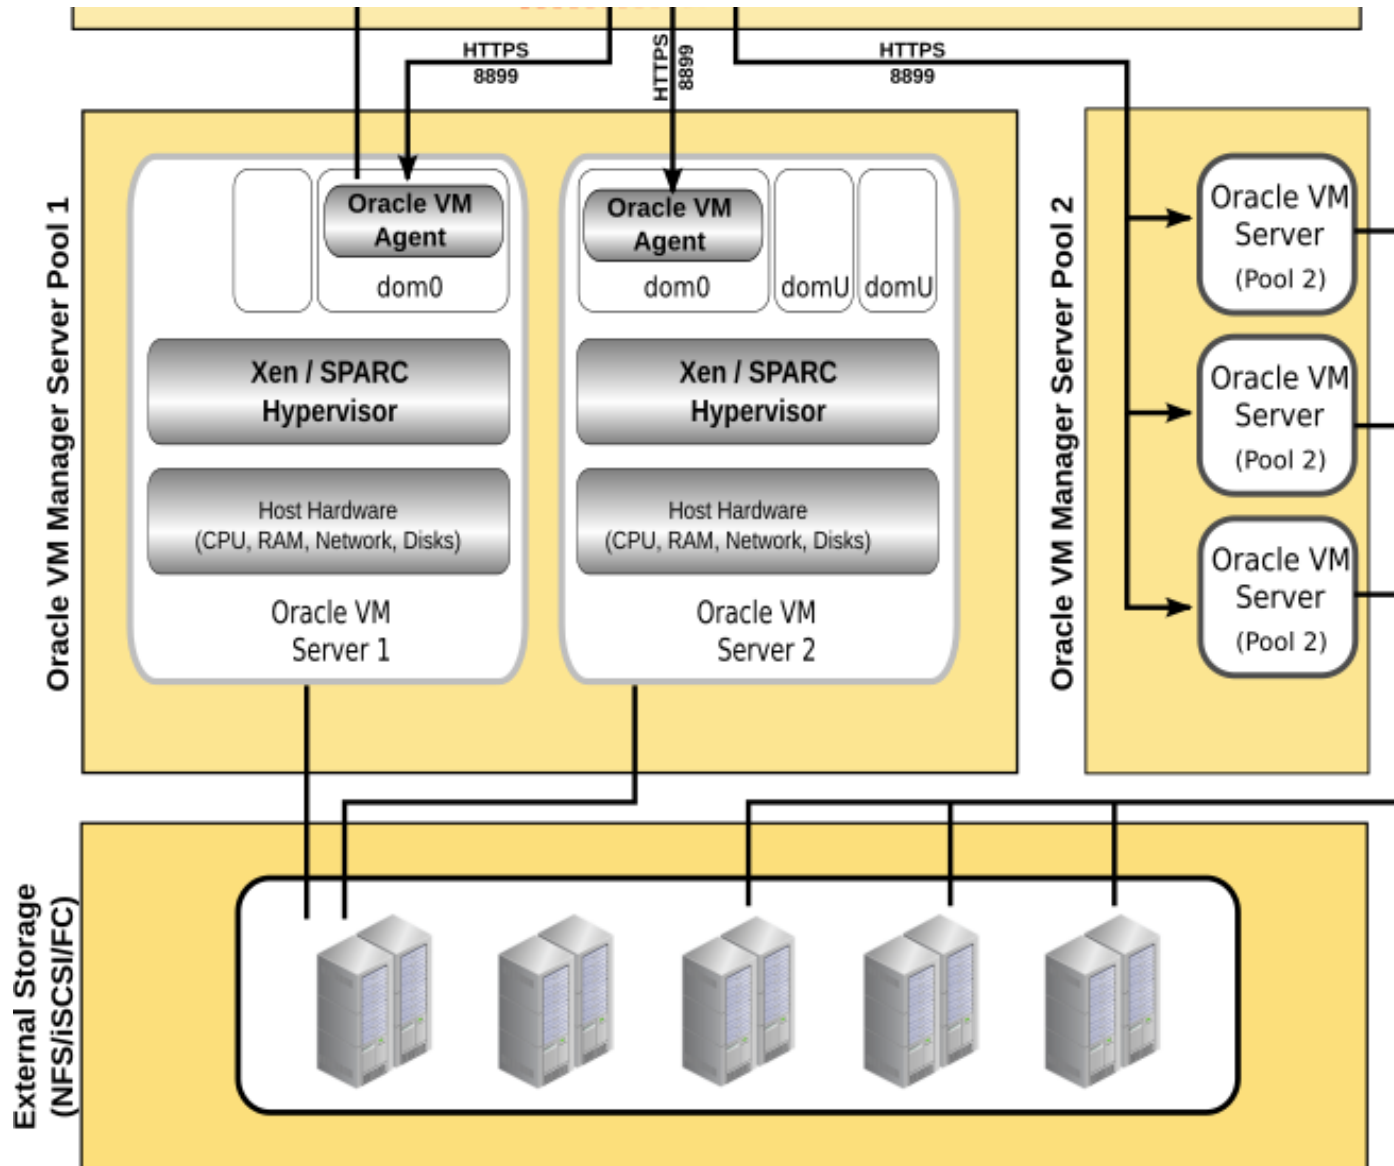 HTTPS
8899
HTTPS
8899
HTTPS
8899
Oracle VM Manager Server Pool 1
Oracle VM
Agent
dom0
Xen / SPARC
Hypervisor
Host Hardware
(CPU, RAM, Network, Disks)
Oracle VM
Server 1
Oracle VM
Agent
dom0
domU
domU
Xen / SPARC
Hypervisor
Host Hardware
(CPU, RAM, Network, Disks)
Oracle VM
Server 2
Oracle VM Manager Server Pool 2
Oracle VM
Server
(Pool 2)
Oracle VM
Server
(Pool 2)
Oracle VM
Server
(Pool 2)
External Storage
(NFS/iSCSI/FC)